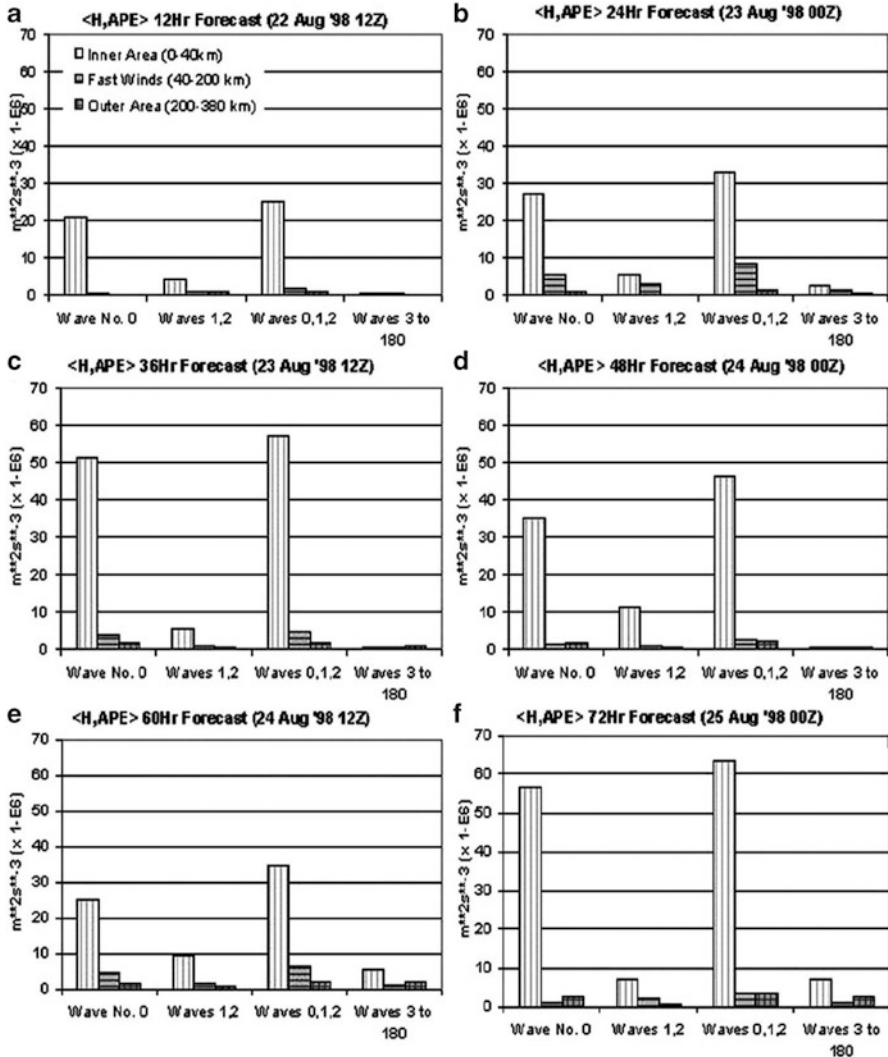 a
<H,APE> 12Hr Forecast (22 Aug '98 12Z)
70
60
50
40
30
20
10
0
m**2s**-3 (x 1- E6)
Inner Area (0-40km)
Fast Winds (40-200 km)
Outer Area (200-380 km)
Wave No. 0
Waves 1,2
Waves 0,1,2
Waves 3 to
180
b
<H,APE> 24Hr Forecast (23 Aug '98 00Z)
70
60
50
40
30
20
10
0
m**2s**-3 (x 1- E6)
Wave No. 0
Waves 1,2
Waves 0,1,2
Waves 3 to
180
c
<H,APE> 36Hr Forecast (23 Aug '98 12Z)
70
60
50
40
30
20
10
0
m**2s**-3 (x 1- E6)
Wave No. 0
Waves 1,2
Waves 0,1,2
Waves 3 to
180
d
<H,APE> 48Hr Forecast (24 Aug '98 00Z)
70
60
50
40
30
20
10
0
m**2s**-3 (x 1- E6)
Wave No. 0
Waves 1,2
Waves 0,1,2
Waves 3 to
180
e
<H,APE> 60Hr Forecast (24 Aug '98 12Z)
70
60
50
40
30
20
10
0
m**2s**-3 (x 1- E6)
Wave No. 0
Waves 1,2
Waves 0,1,2
Waves 3 to
180
f
<H,APE> 72Hr Forecast (25 Aug '98 00Z)
70
60
50
40
30
20
10
0
m**2s**-3 (x 1- E6)
Wave No. 0
Waves 1,2
Waves 0,1,2
Waves 3 to
180